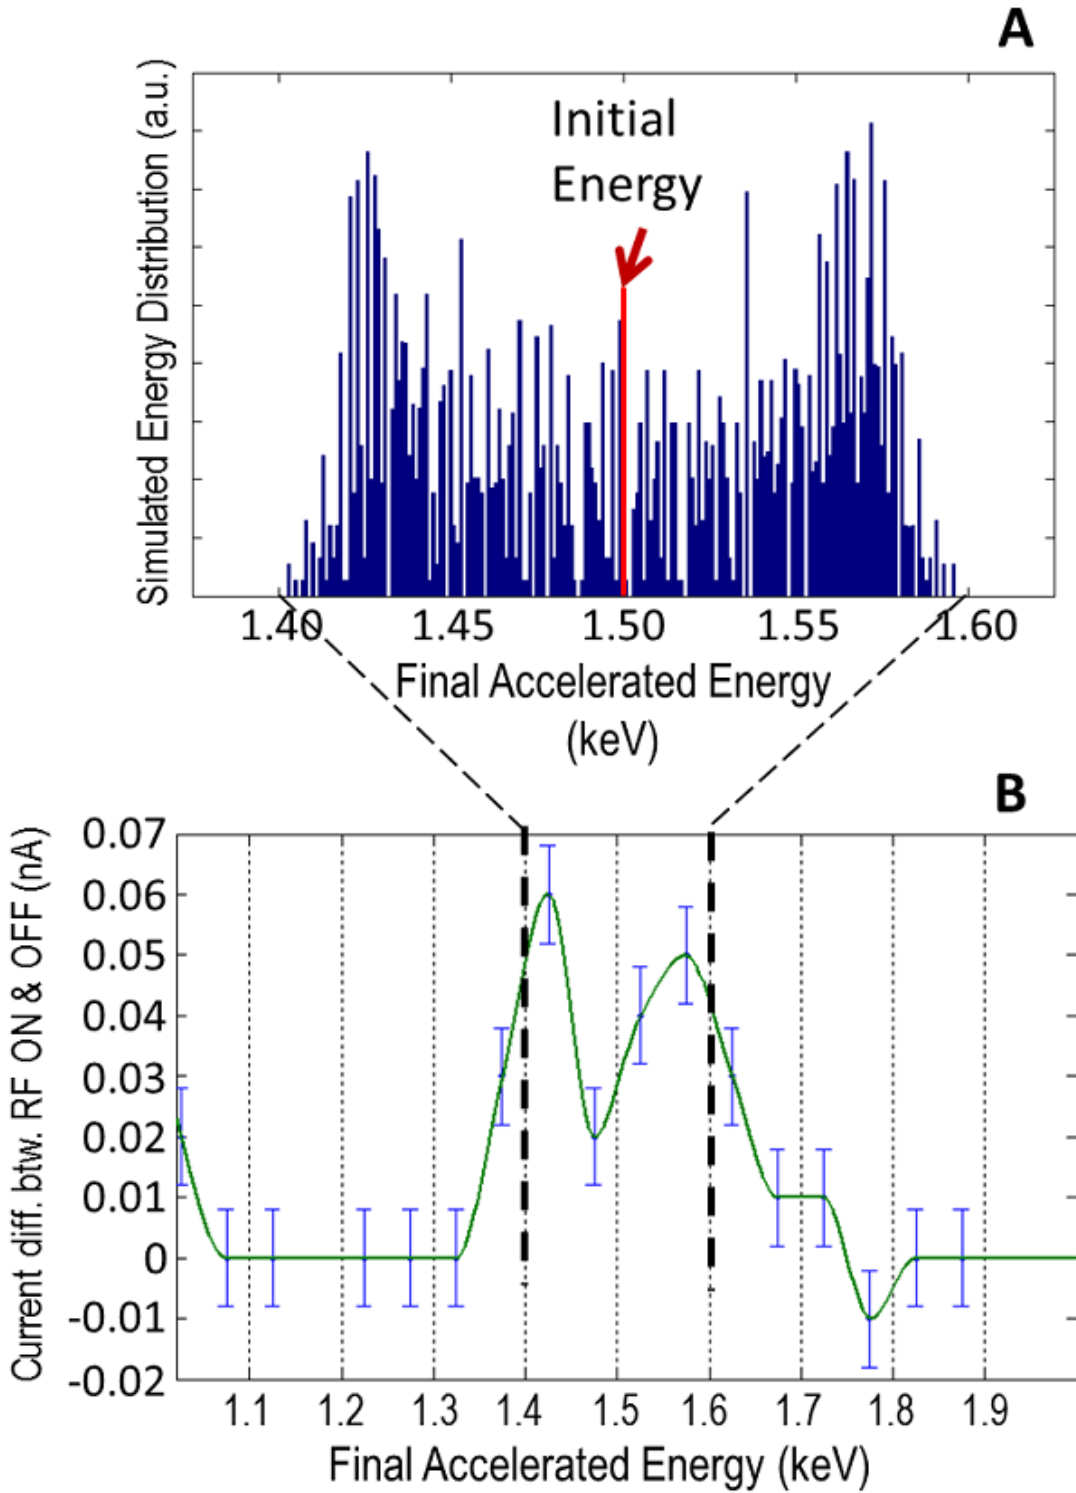 A
Simulated Energy Distribution (a.u.)
Initial
Energy
1.40 1.45 1.50 1.55 1.60
Final Accelerated Energy
(keV)
B
Current diff. btw. RF ON & OFF (nA)
0.07
0.06
0.05
0.04
0.03
0.02
0.01
0
-0.01
-0.02
1.1 1.2 1.3 1.4 1.5 1.6 1.7 1.8 1.9
Final Accelerated Energy (keV)